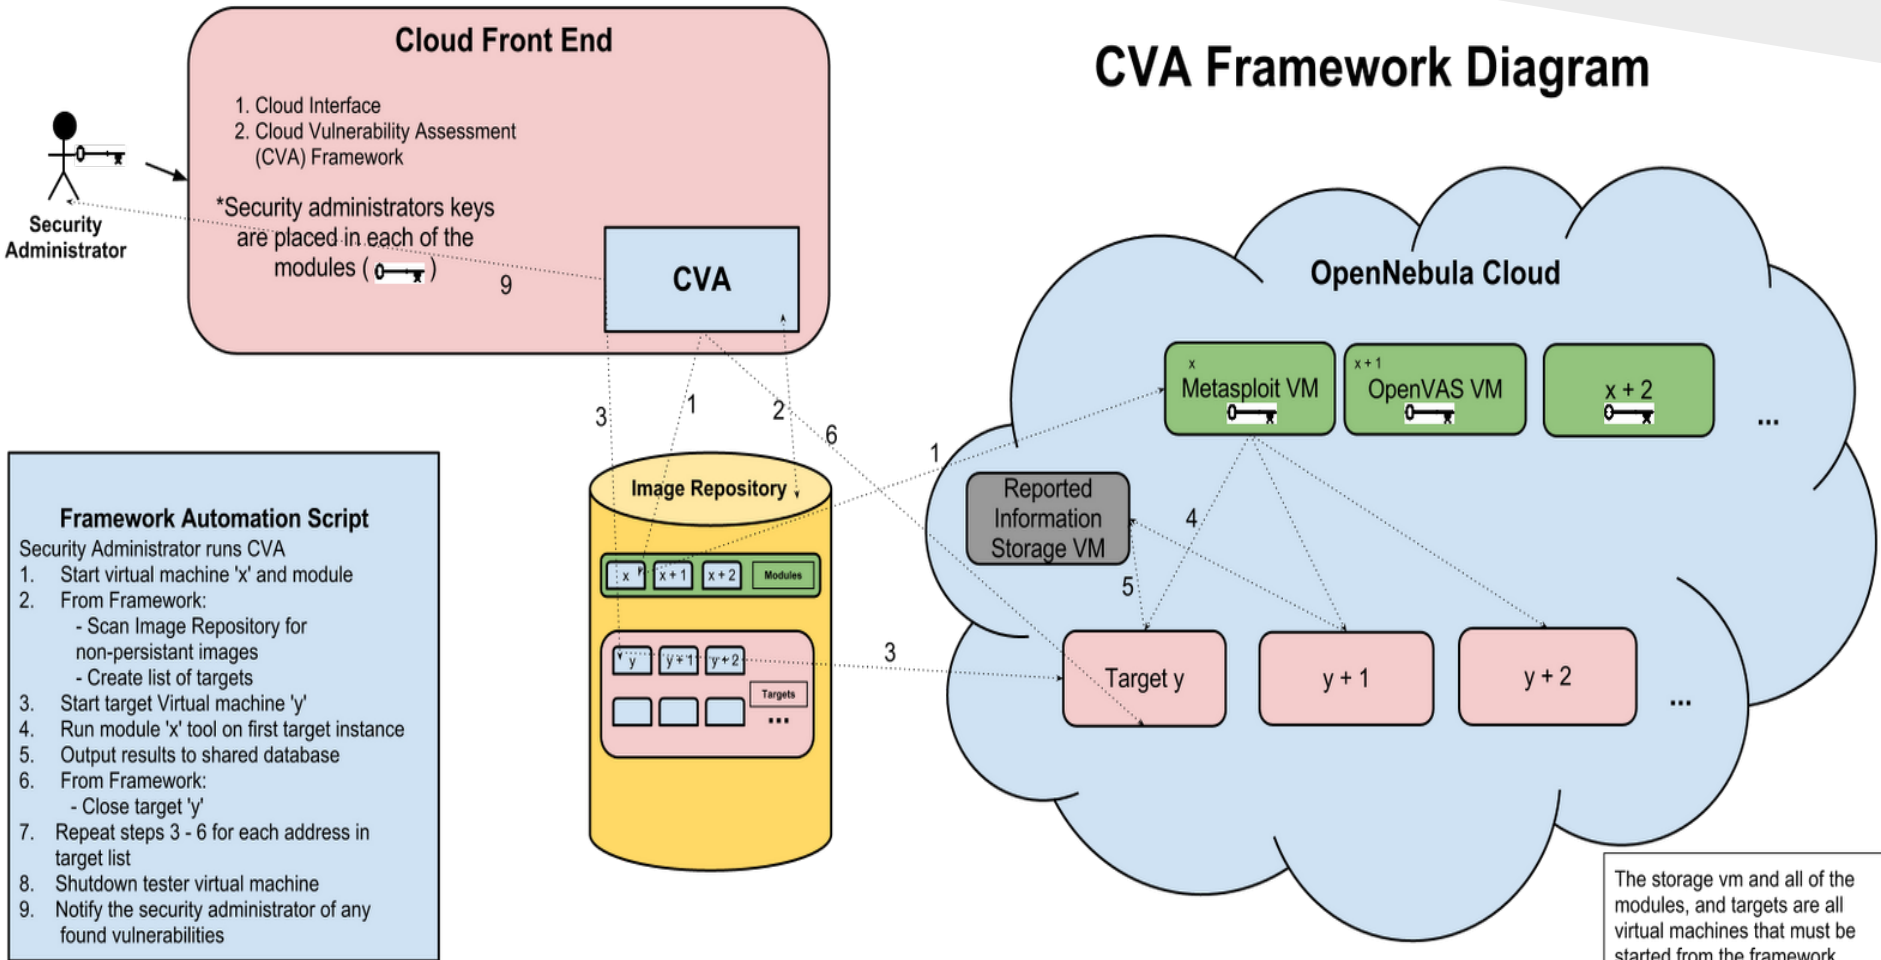 Cloud Front End
CVA Framework Diagram
1. Cloud Interface
2. Cloud Vulnerability Assessment
(CVA) Framework
*Security administrators keys
are placed in each of the
modules ( )
Security
Administrator
CVA
9
OpenNebula Cloud
x
Metasploit VM
x + 1
OpenVAS VM
x + 2
...
3
1
2
6
1
Image Repository
Reported
Information
Storage VM
4
5
x
x + 1
x + 2
Modules
y
y + 1
y + 2
Targets
...
3
Target y
y + 1
y + 2
...
Framework Automation Script
Security Administrator runs CVA
1. Start virtual machine 'x' and module
2. From Framework:
- Scan Image Repository for
non-persistant images
- Create list of targets
3. Start target Virtual machine 'y'
4. Run module 'x' tool on first target instance
5. Output results to shared database
6. From Framework:
- Close target 'y'
7. Repeat steps 3 - 6 for each address in
target list
8. Shutdown tester virtual machine
9. Notify the security administrator of any
found vulnerabilities
The storage vm and all of the
modules, and targets are all
virtual machines that must be
started from the framework